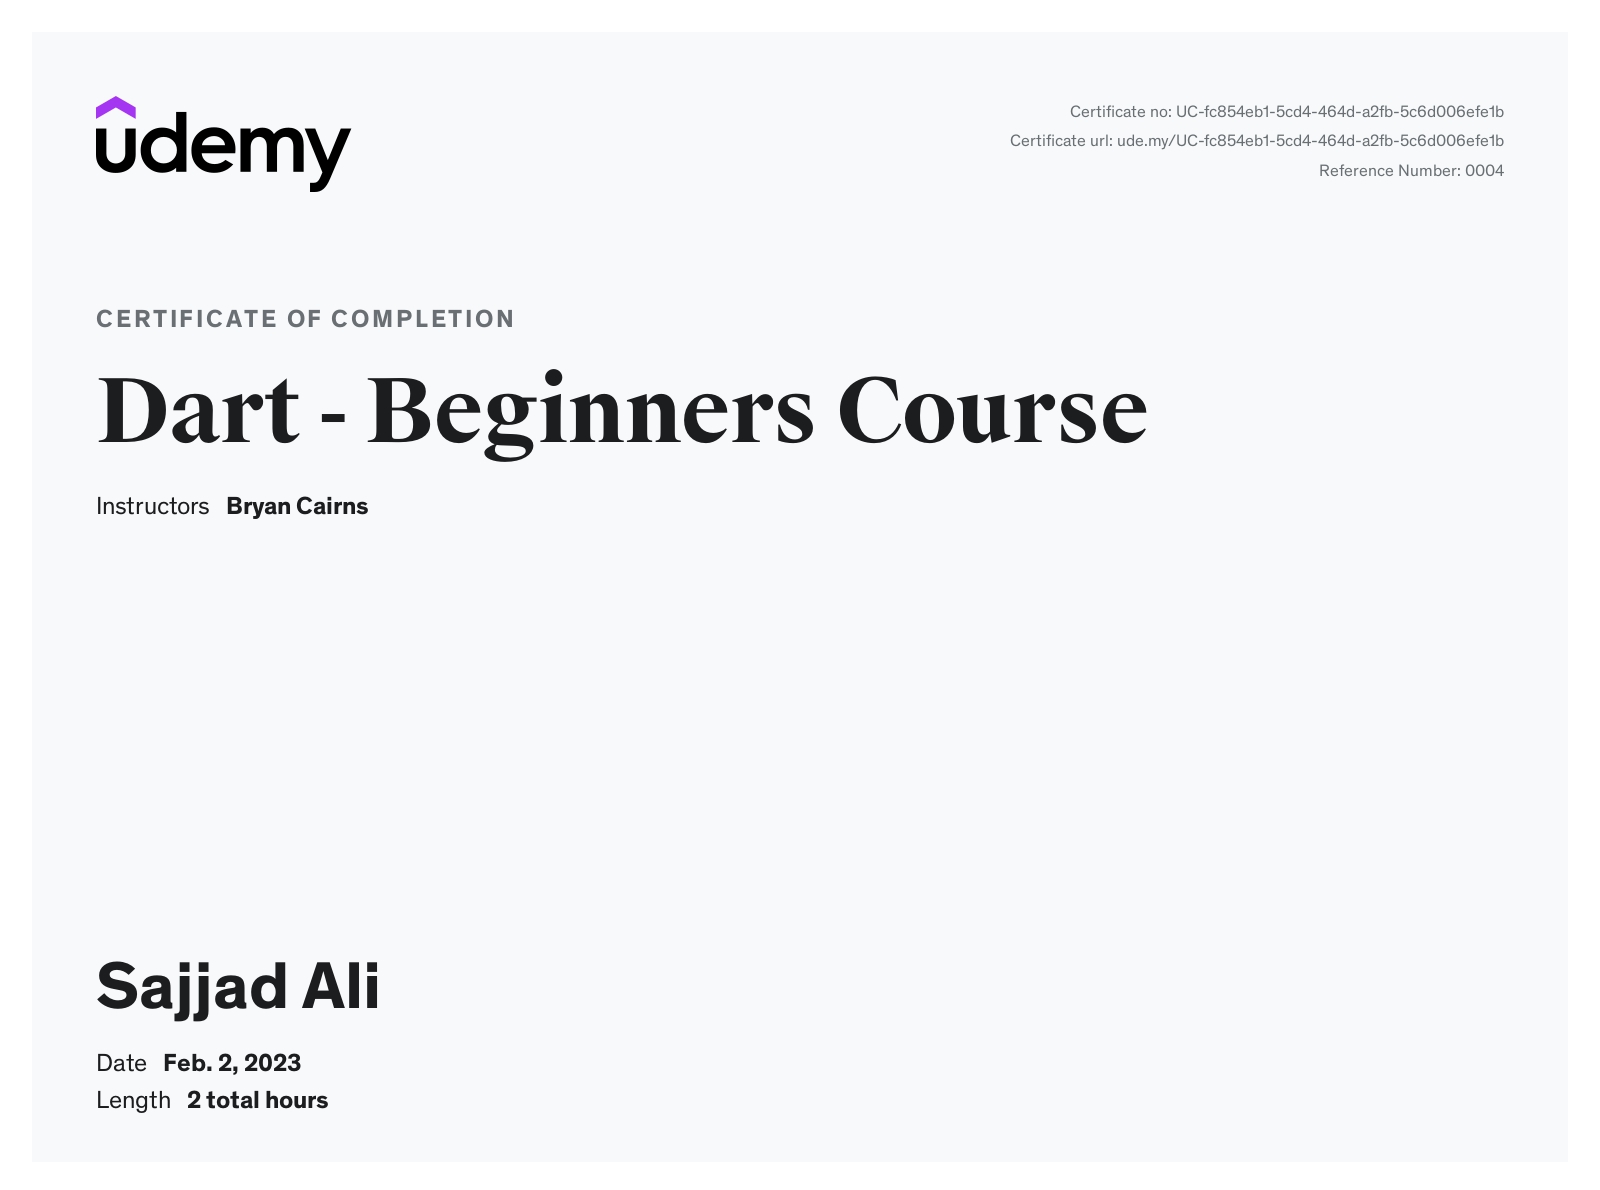 udemy
Certificate no: UC-fc854eb1-5cd4-464d-a2fb-5c6d006efe1b
Certificate url: ude.my/UC-fc854eb1-5cd4-464d-a2fb-5c6d006efe1b
Reference Number: 0004
CERTIFICATE OF COMPLETION
Dart - Beginners Course
Instructors Bryan Cairns
Sajjad Ali
Date Feb. 2, 2023
Length 2 total hours